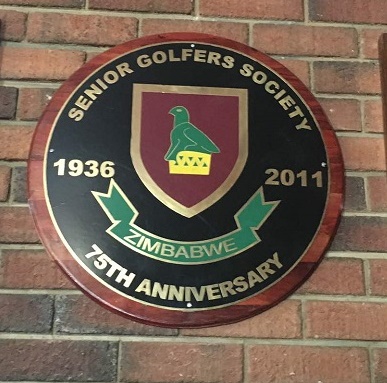 SENIOR GOLFERS SOCIETY
1936
2011
ZIMBABWE
75TH ANNIVERSARY